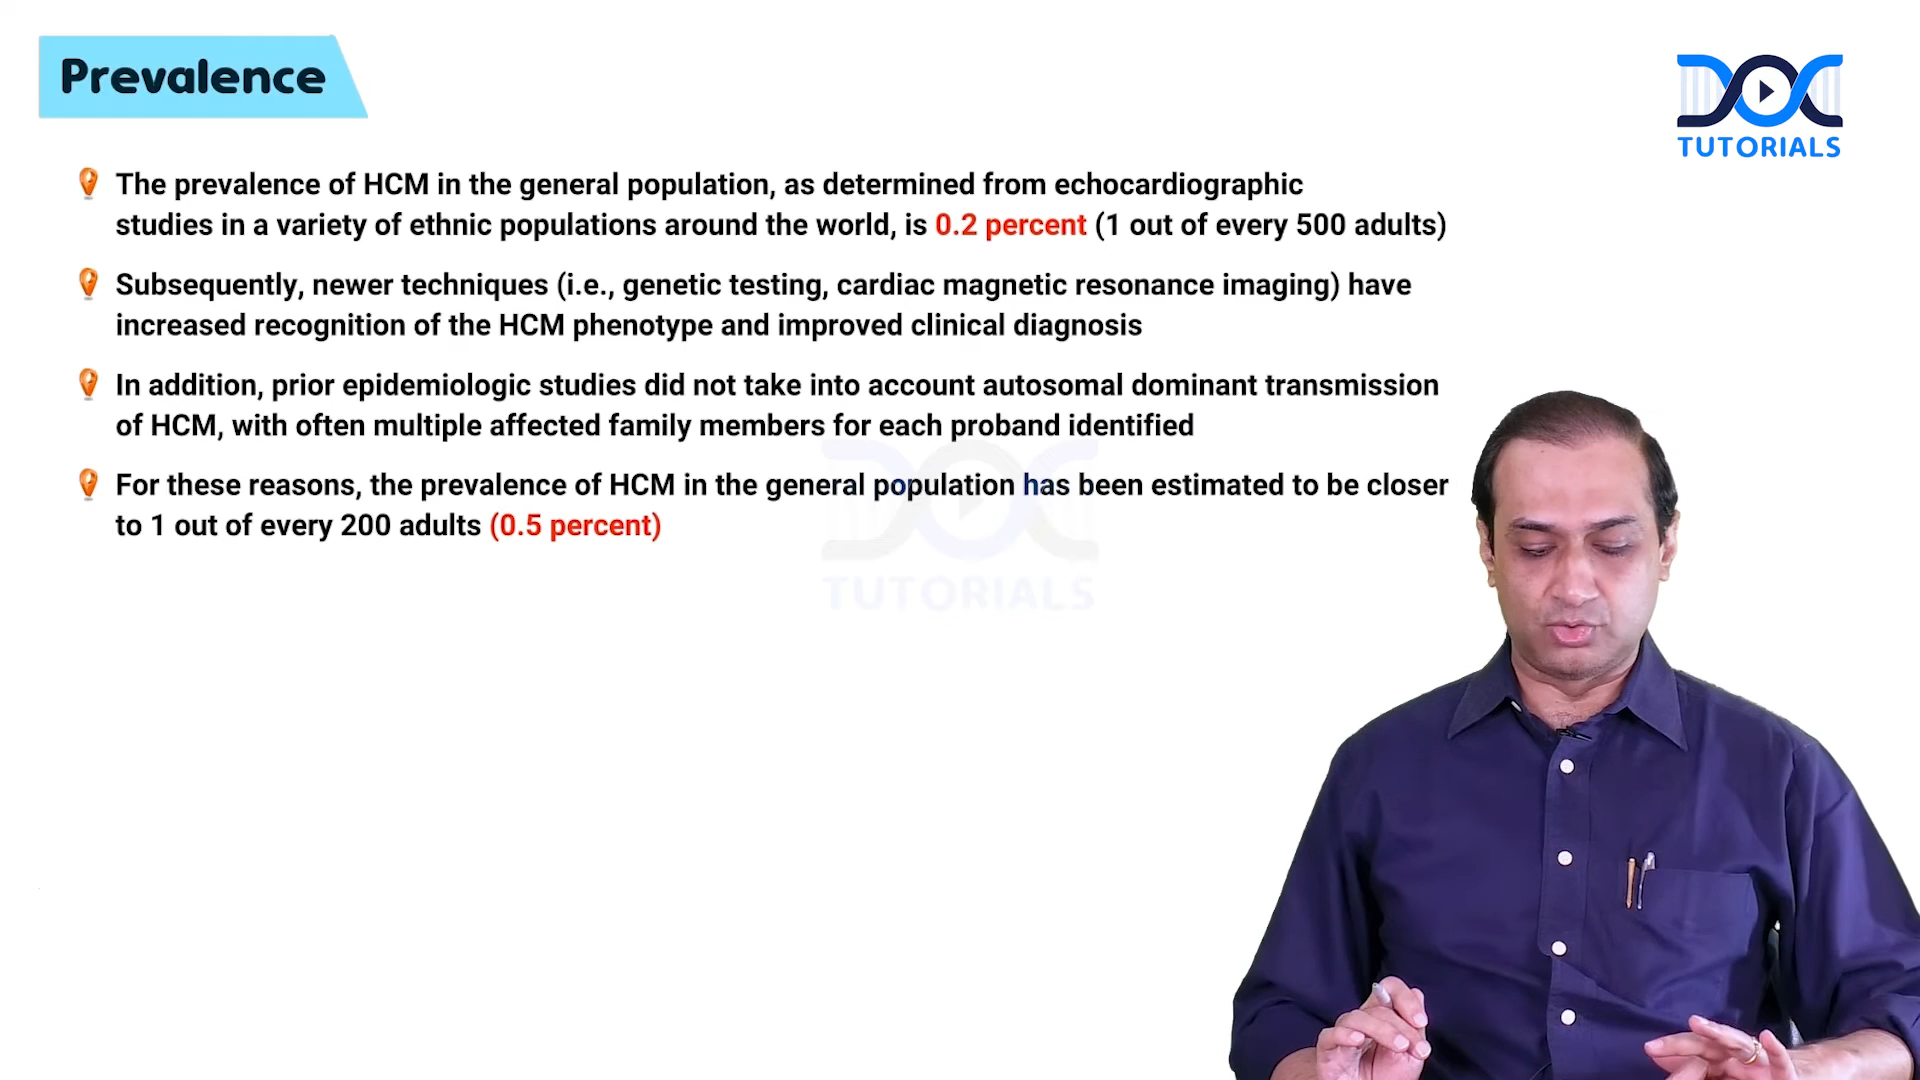 Prevalence
TUTORIALS
The prevalence of HCM in the general population, as determined from echocardiographic
studies in a variety of ethnic populations around the world, is 0.2 percent (1 out of every 500 adults)
Subsequently, newer techniques (i.e., genetic testing, cardiac magnetic resonance imaging) have
increased recognition of the HCM phenotype and improved clinical diagnosis
In addition, prior epidemiologic studies did not take into account autosomal dominant transmission
of HCM, with often multiple affected family members for each proband identified
For these reasons, the prevalence of HCM in the general population has been estimated to be closer
to 1 out of every 200 adults (0.5 percent)
TUTORIALS